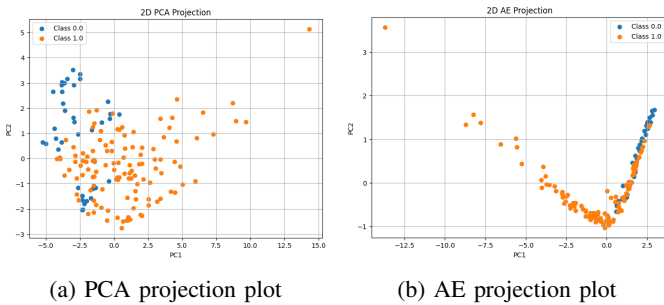 2D PCA Projection
Class 0.0
Class 1.0
5
4
3
2
1
0
−1
−2
−3
PC2
−5.0
−2.5
0.0
2.5
5.0
7.5
10.0
12.5
15.0
PC1
(a) PCA projection plot
2D AE Projection
Class 0.0
Class 1.0
3
2
1
0
−1
PC2
−12.5
−10.0
−7.5
−5.0
−2.5
0.0
2.5
PC1
(b) AE projection plot